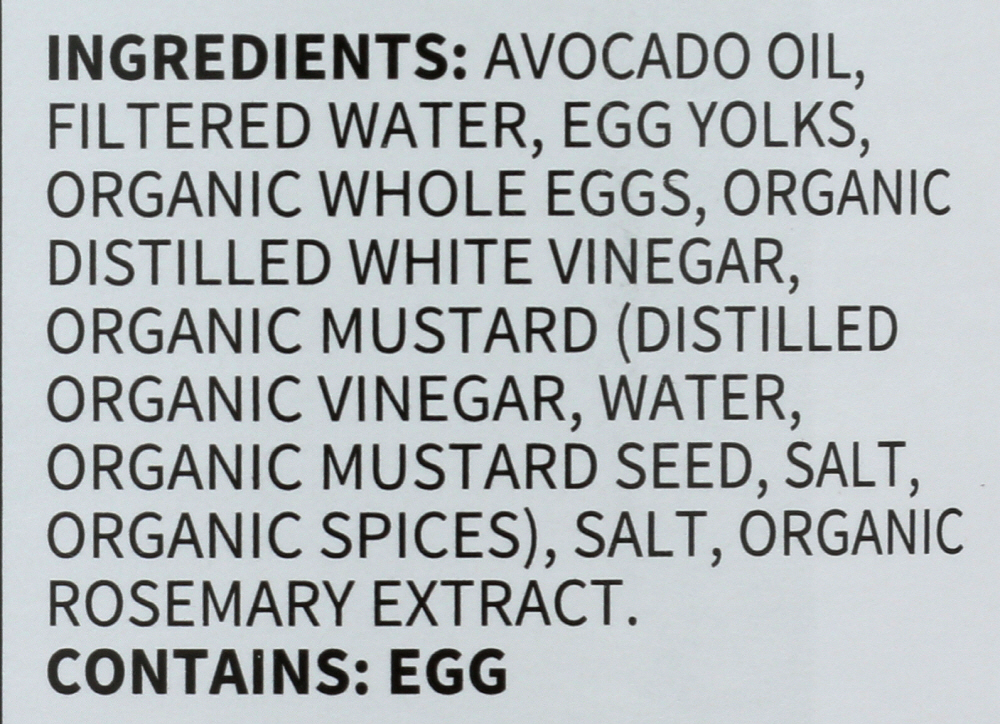 INGREDIENTS: AVOCADO OIL,
FILTERED WATER, EGG YOLKS,
ORGANIC WHOLE EGGS, ORGANIC
DISTILLED WHITE VINEGAR,
ORGANIC MUSTARD (DISTILLED
ORGANIC VINEGAR, WATER,
ORGANIC MUSTARD SEED, SALT,
ORGANIC SPICES), SALT, ORGANIC
ROSEMARY EXTRACT.
CONTAINS: EGG